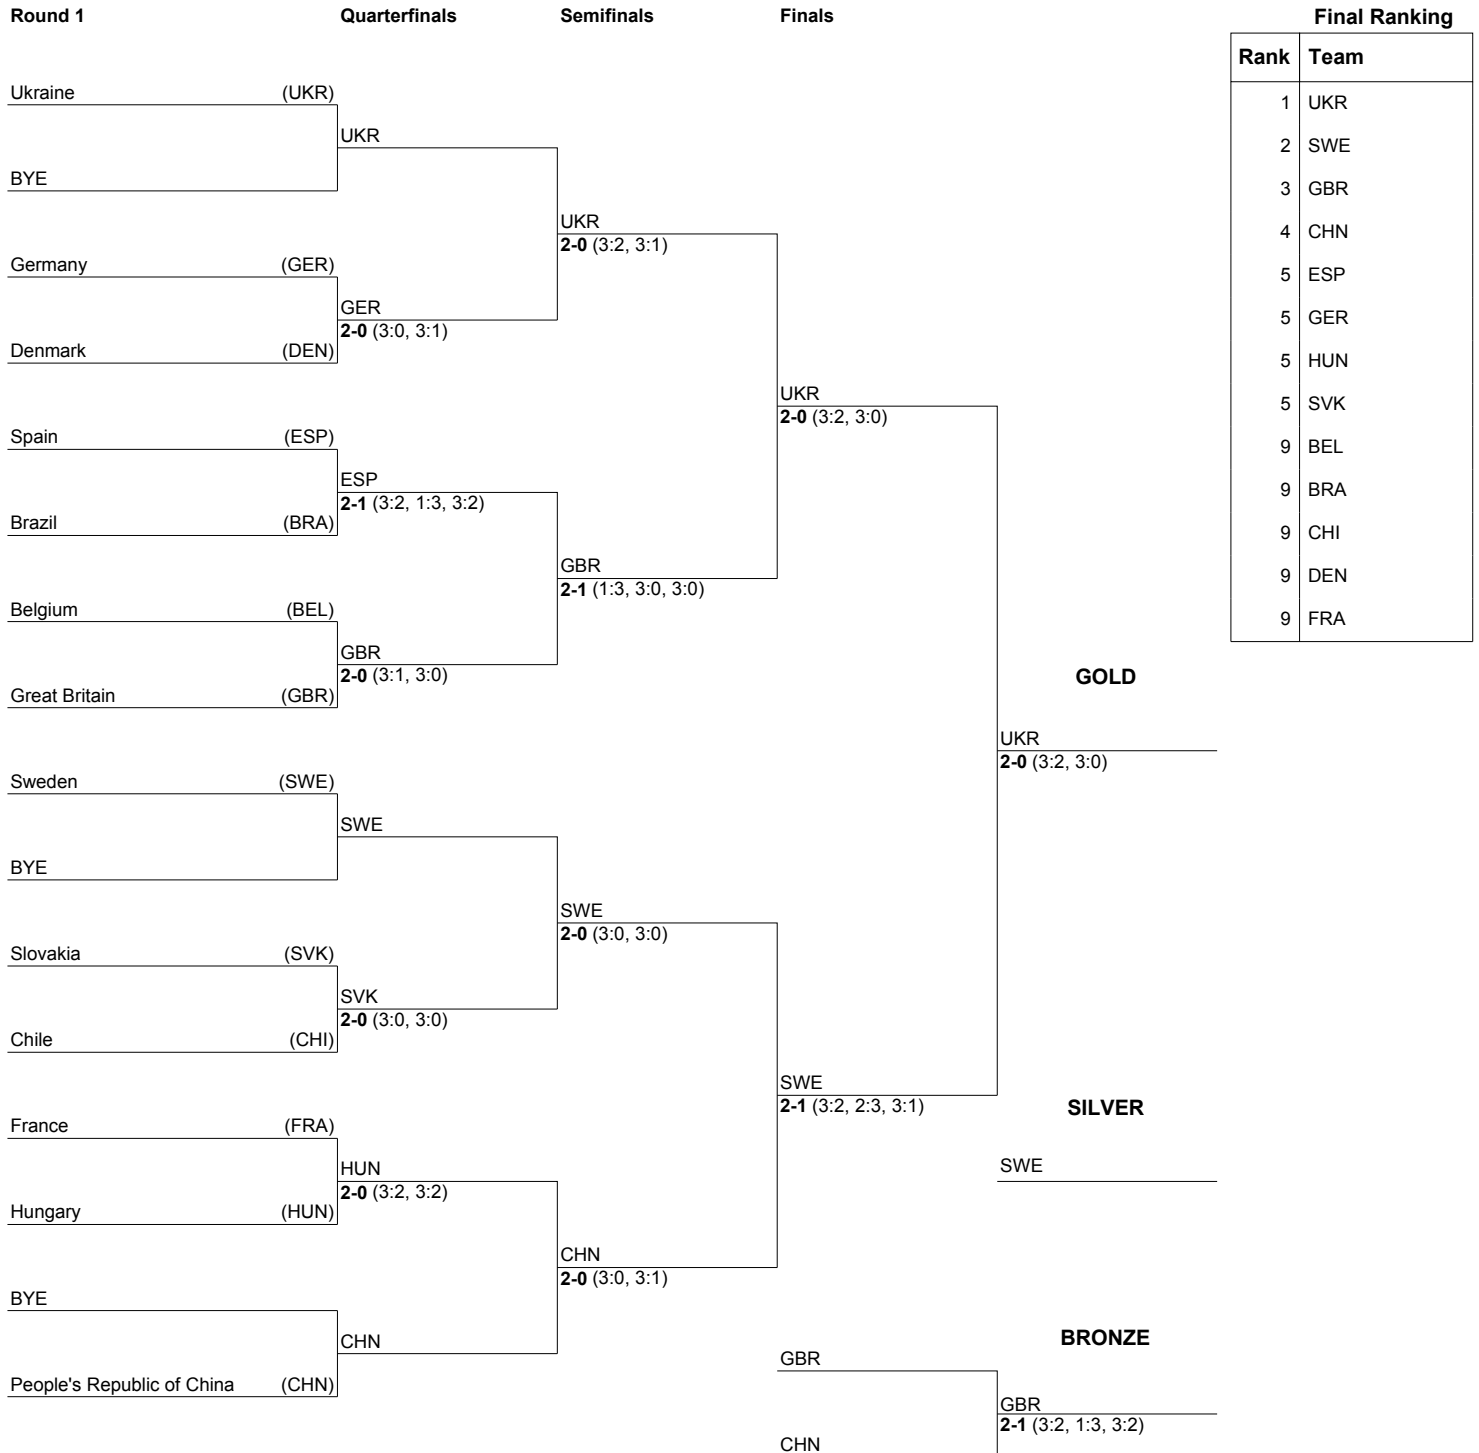 Round 1 Quarterfinals Semifinals Finals
Ukraine (UKR)
UKR
BYE
UKR
2-0 (3:2, 3:1)
Germany (GER)
GER
2-0 (3:0, 3:1)
Denmark (DEN)
UKR
2-0 (3:2, 3:0)
Spain (ESP)
ESP
2-1 (3:2, 1:3, 3:2)
Brazil (BRA)
GBR
2-1 (1:3, 3:0, 3:0)
Belgium (BEL)
GBR
2-0 (3:1, 3:0)
Great Britain (GBR)
GOLD
UKR
2-0 (3:2, 3:0)
Sweden (SWE)
SWE
BYE
SWE
2-0 (3:0, 3:0)
Slovakia (SVK)
SVK
2-0 (3:0, 3:0)
Chile (CHI)
SWE
2-1 (3:2, 2:3, 3:1)
SILVER
SWE
France (FRA)
HUN
2-0 (3:2, 3:2)
Hungary (HUN)
CHN
2-0 (3:0, 3:1)
BYE
CHN
People's Republic of China (CHN)
BRONZE
GBR
GBR
2-1 (3:2, 1:3, 3:2)
CHN
Final Ranking
Rank Team
1 UKR
2 SWE
3 GBR
4 CHN
5 ESP
5 GER
5 HUN
5 SVK
9 BEL
9 BRA
9 CHI
9 DEN
9 FRA